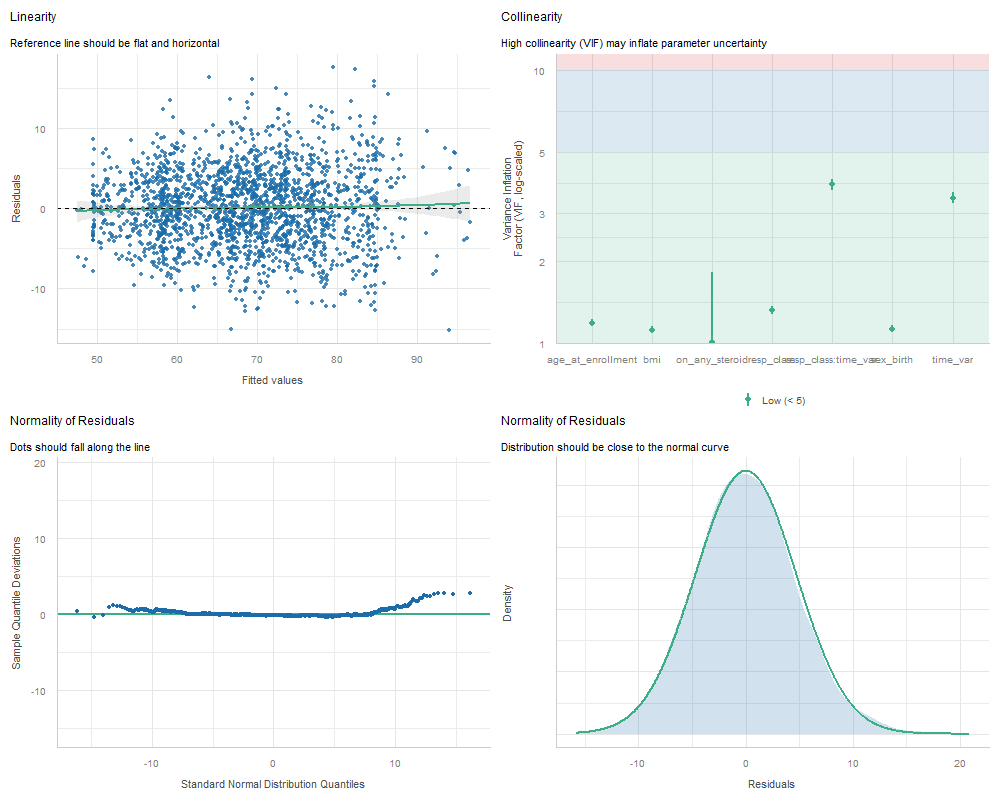 Linearity
Reference line should be flat and horizontal
10
0
-10
Residuals
50 60 70 80 90
Fitted values
Collinearity
High collinearity (VIF) may inflate parameter uncertainty
10
5
3
2
1
Variance Inflation
Factor (VIF, log-scaled)
age_at_enrollment bmi on_any_steroid resp_class resp_class:time_var sex_birth time_var
Low (< 5)
Normality of Residuals
Dots should fall along the line
20
10
0
-10
Sample Quantile Deviations
-10 0 10
Standard Normal Distribution Quantiles
Normality of Residuals
Distribution should be close to the normal curve
Density
-10 0 10 20
Residuals